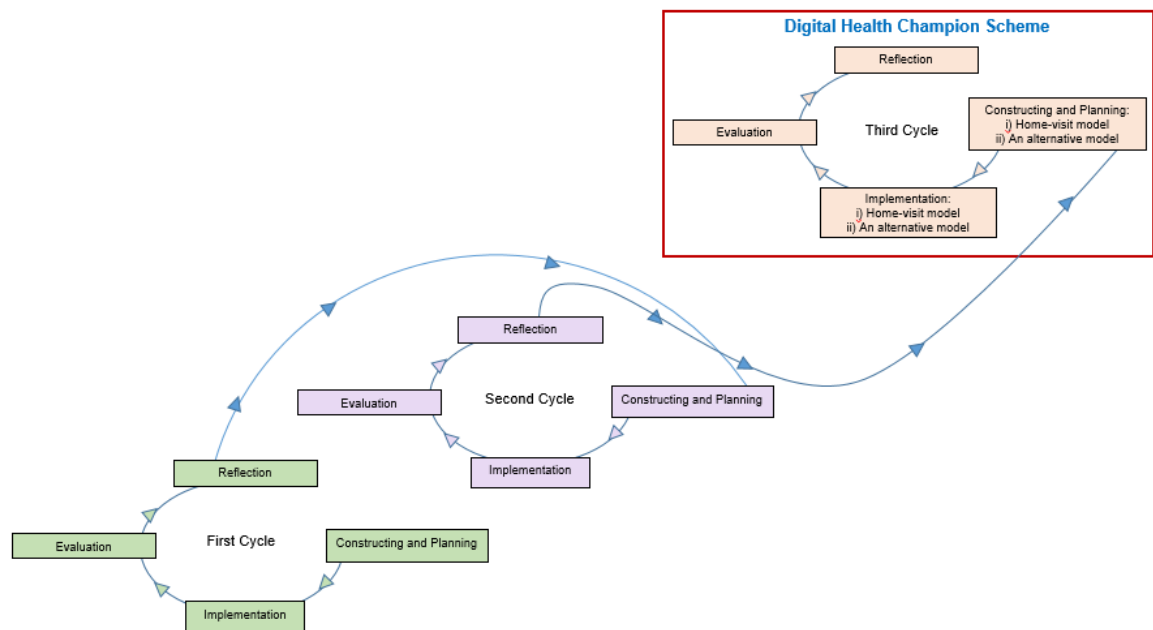 Digital Health Champion Scheme
Reflection
Constructing and Planning:
i) Home-visit model
ii) An alternative model
Evaluation
Third Cycle
Implementation:
i) Home-visit model
ii) An alternative model
Reflection
Evaluation
Second Cycle
Constructing and Planning
Implementation
Reflection
Evaluation
First Cycle
Constructing and Planning
Implementation